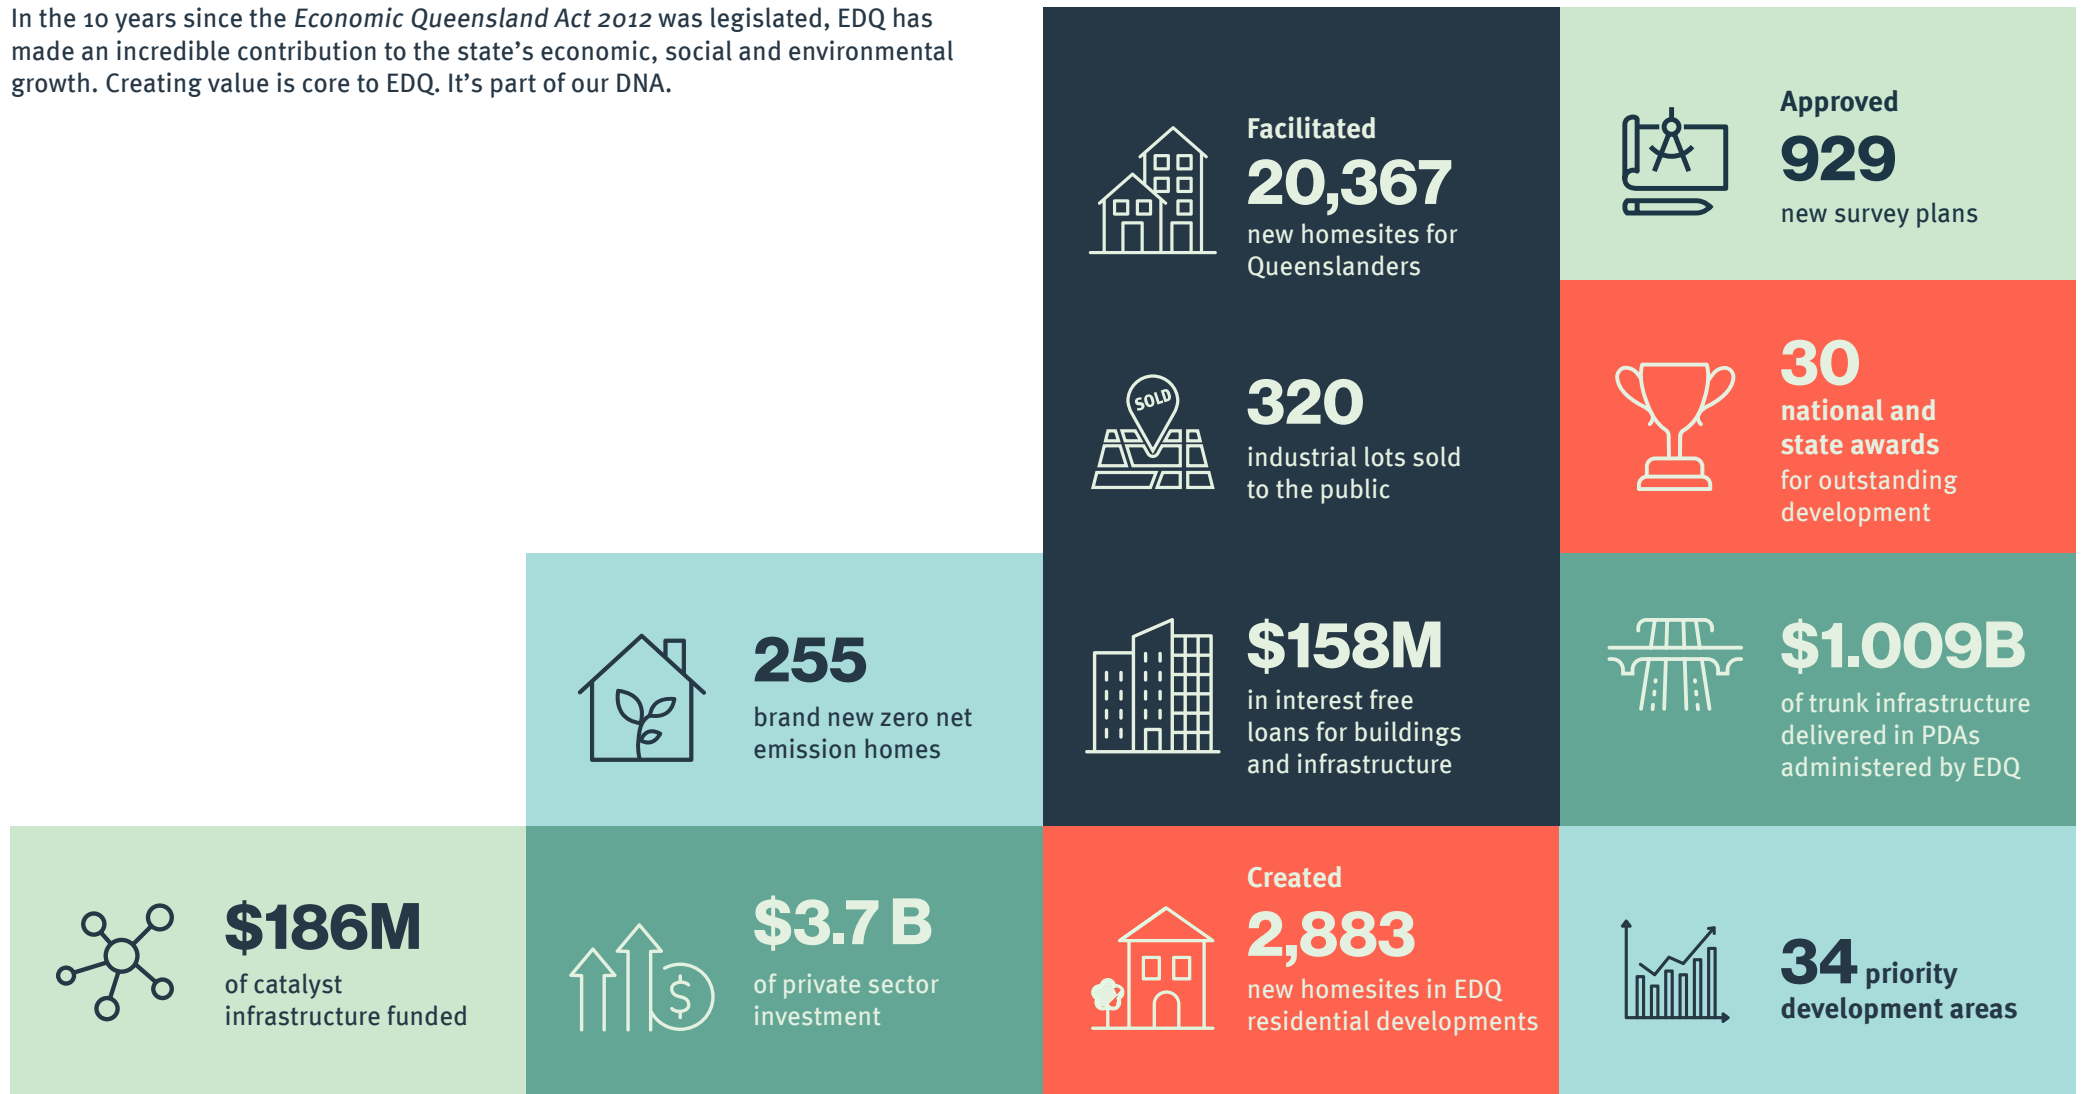 In the 10 years since the Economic Queensland Act 2012 was legislated, EDQ has
made an incredible contribution to the state's economic, social and environmental
growth. Creating value is core to EDQ. It's part of our DNA.
Facilitated
20,367
new homesites for
Queenslanders
Approved
929
new survey plans
SOLD
320
industrial lots sold
to the public
30
national and
state awards
for outstanding
development
255
brand new zero net
emission homes
$158M
in interest free
loans for buildings
and infrastructure
$1.009B
of trunk infrastructure
delivered in PDAs
administered by EDQ
$186M
of catalyst
infrastructure funded
$3.7 B
of private sector
investment
$
Created
2,883
new homesites in EDQ
residential developments
34 priority
development areas